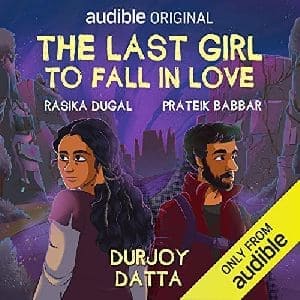 audible ORIGINAL
THE LAST GIRL
TO FALL IN LOVE
RASIKA DUGAL PRATEIK BABBAR
DURJOY
DATTA
ONLY FROM
audible